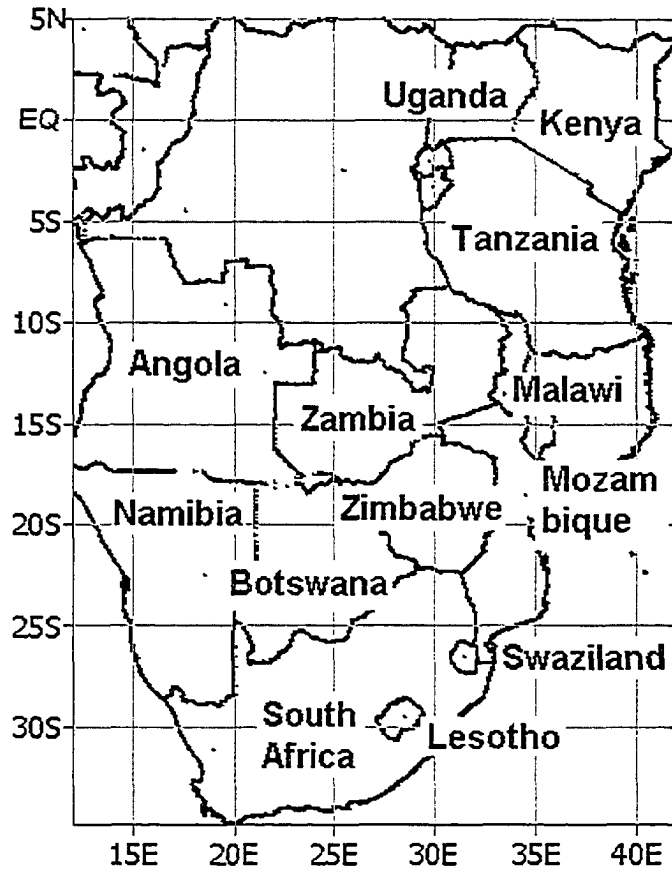 5N
Uganda
EQ
Kenya
5S
Tanzania
10S
Angola
Malawi
Zambia
15S
Mozam
bique
Namibia
Zimbabwe
20S
Botswana
25S
Swaziland
South
Africa
Lesotho
30S
15E 20E 25E 30E 35E 40E